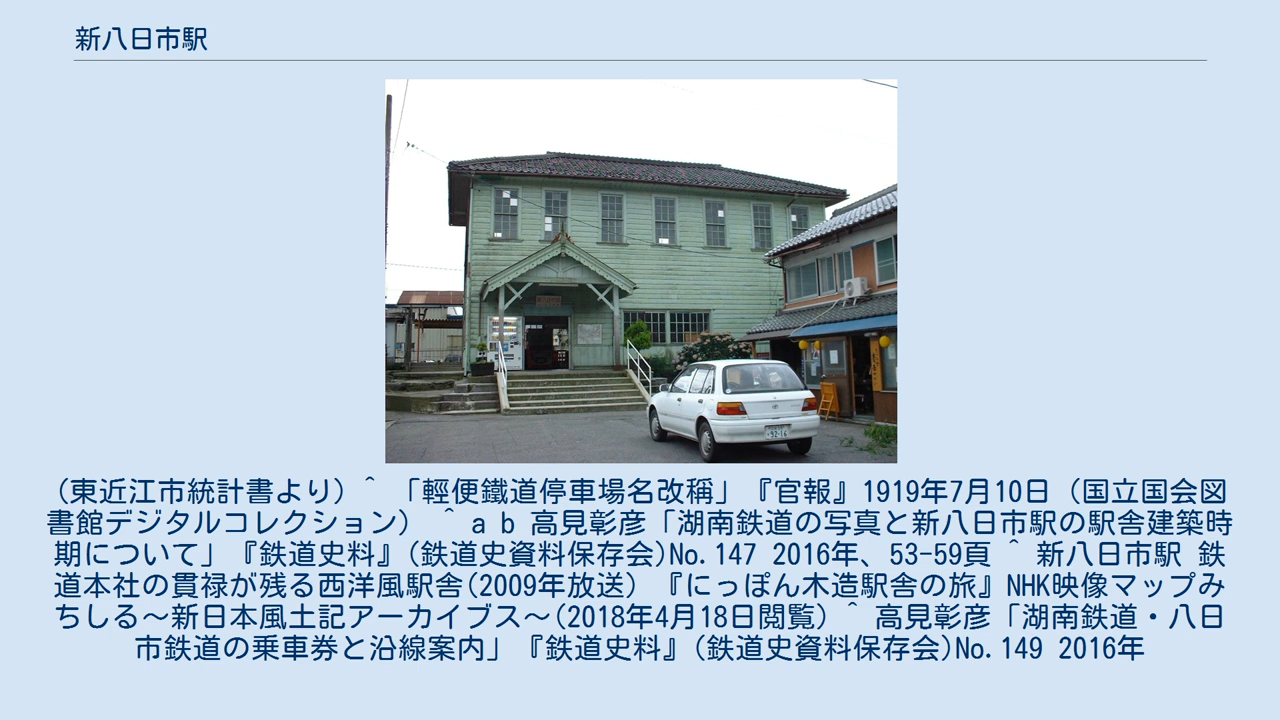 新八日市駅
(東近江市統計書より) ^ 「輕便鐵道停車場名改稱」『官報』1919年7月10日 (国立国会図
書館デジタルコレクション) ^ a b 高見彰彦「湖南鉄道の写真と新八日市駅の駅舎建築時
期について」『鉄道史料』(鉄道史資料保存会)No.147 2016年、53-59頁 ^ 新八日市駅 鉄
道本社の貫禄が残る西洋風駅舎(2009年放送) 『にっぽん木造駅舎の旅』NHK映像マップみ
ちしる〜新日本風土記アーカイブス〜(2018年4月18日閲覧) ^ 高見彰彦「湖南鉄道・八日
市鉄道の乗車券と沿線案内」『鉄道史料』(鉄道史資料保存会)No.149 2016年